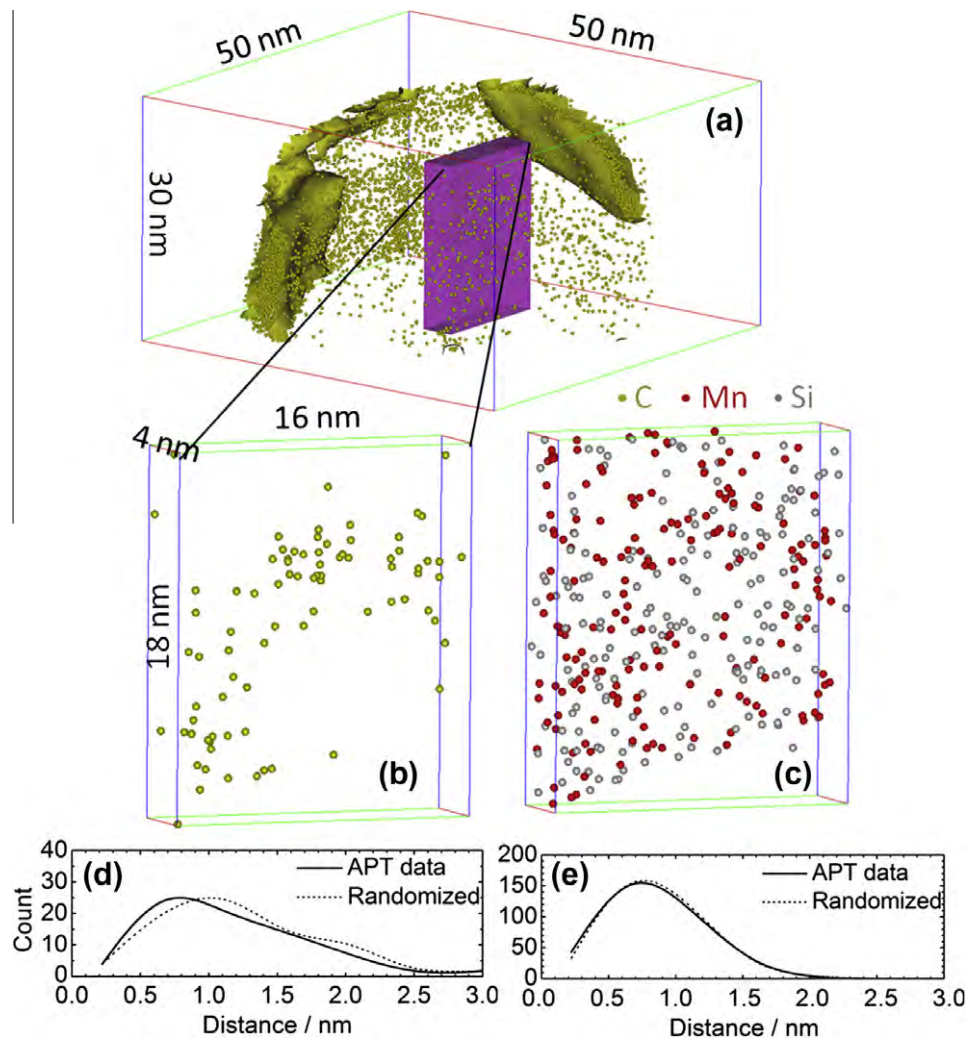 50 nm
50 nm
(a)
30 nm
C Mn Si
4 nm
16 nm
18 nm
(b)
(c)
40
30
20
10
0
Count
(d)
APT data
Randomized
0.0 0.5 1.0 1.5 2.0 2.5 3.0
Distance / nm
200
150
100
50
0
(e)
APT data
Randomized
0.0 0.5 1.0 1.5 2.0 2.5 3.0
Distance / nm